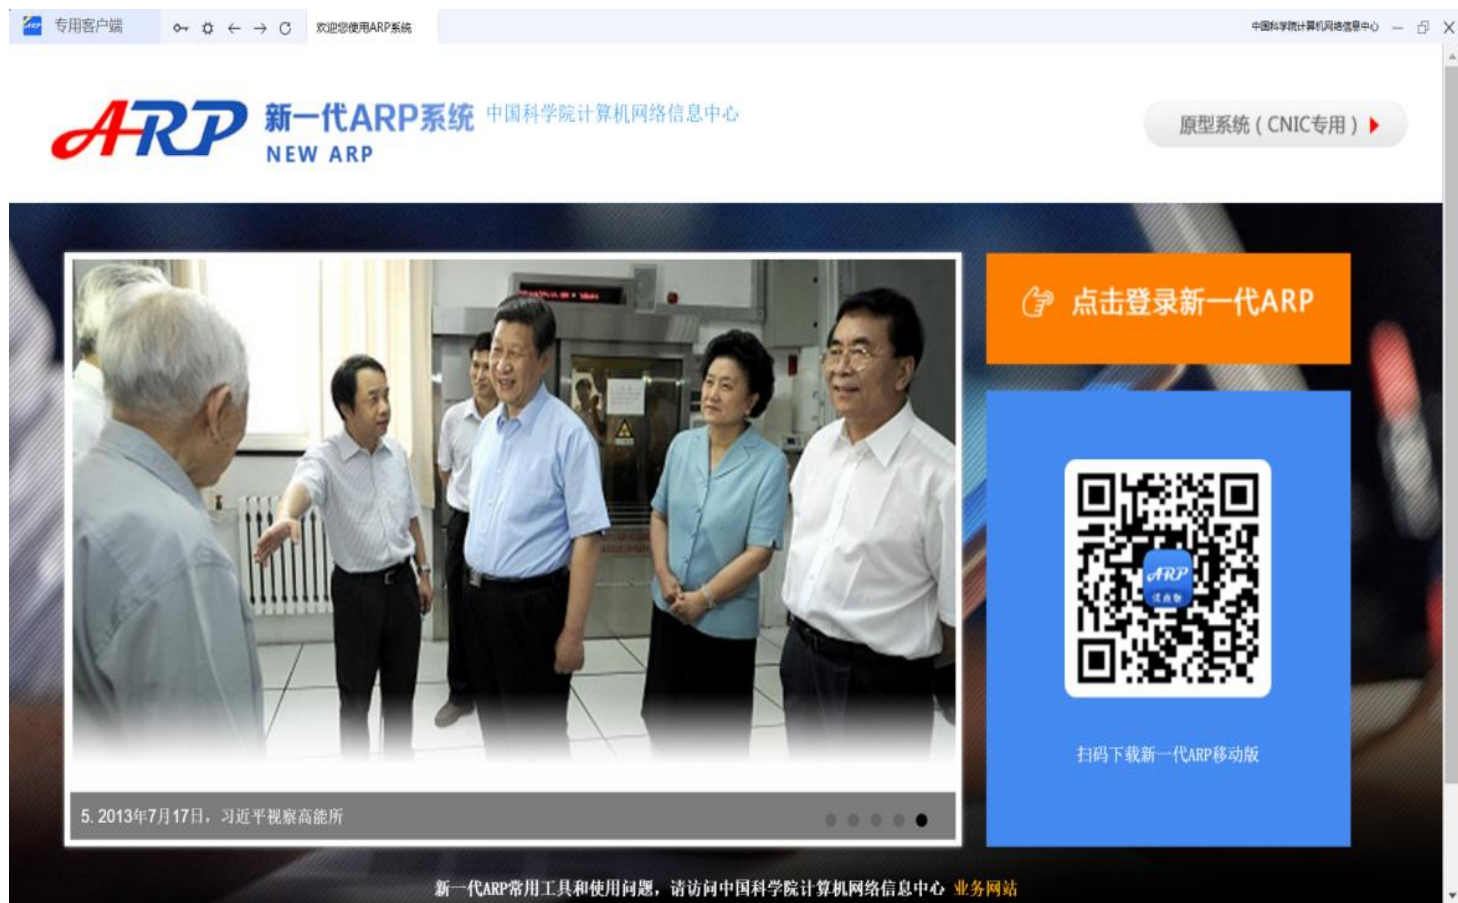 ARP 专用客户端 欢迎您使用ARP系统 中国科学院计算机网络信息中心
ARP 新一代ARP系统 中国科学院计算机网络信息中心
NEW ARP
原型系统（CNIC专用）
点击登录新一代ARP
ARP
扫码下载新一代ARP移动版
5. 2013年7月17日，习近平视察高能所
新一代ARP常用工具和使用问题，请访问中国科学院计算机网络信息中心 业务网站